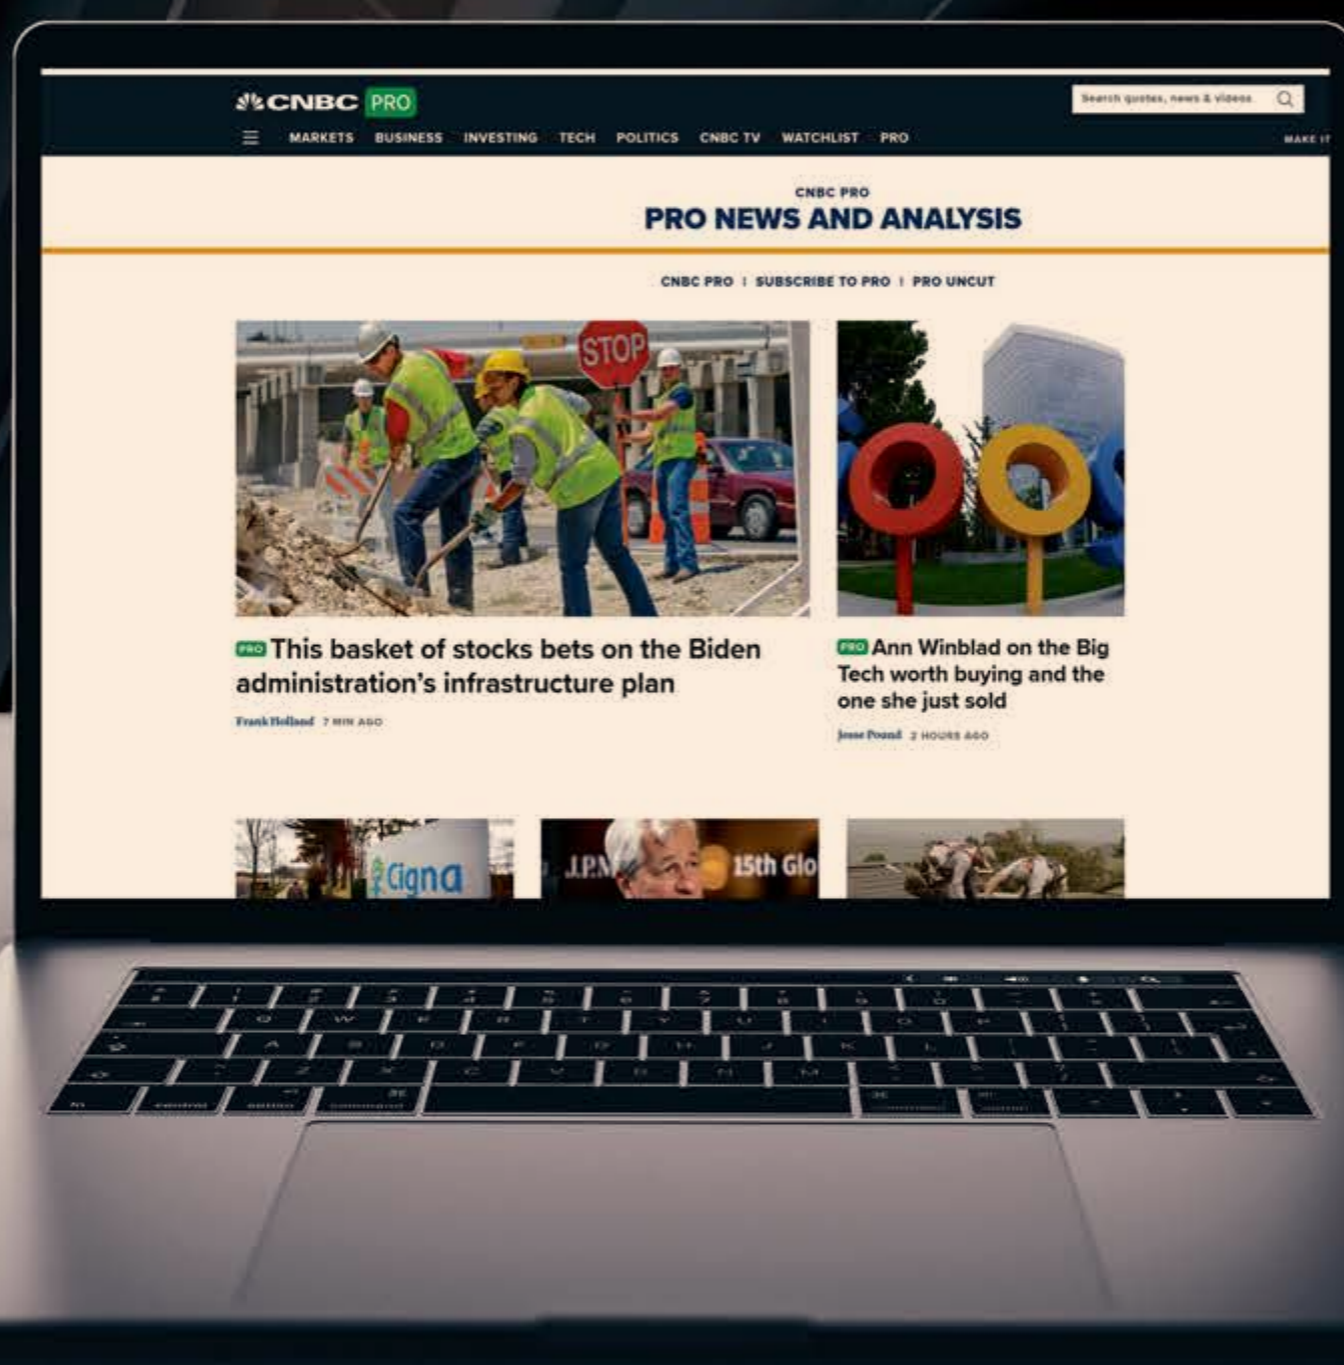 CNBC PRO
Search quotes, news & videos
MARKETS BUSINESS INVESTING TECH POLITICS CNBC TV WATCHLIST PRO
MAKE IT
CNBC PRO
PRO NEWS AND ANALYSIS
CNBC PRO | SUBSCRIBE TO PRO | PRO UNCUT
STOP
PRO This basket of stocks bets on the Biden
administration's infrastructure plan
Frank Holland 7 MIN AGO
PRO Ann Winblad on the Big
Tech worth buying and the
one she just sold
Jesse Pound 2 HOURS AGO
Cigna
J.P.M
15th Glo